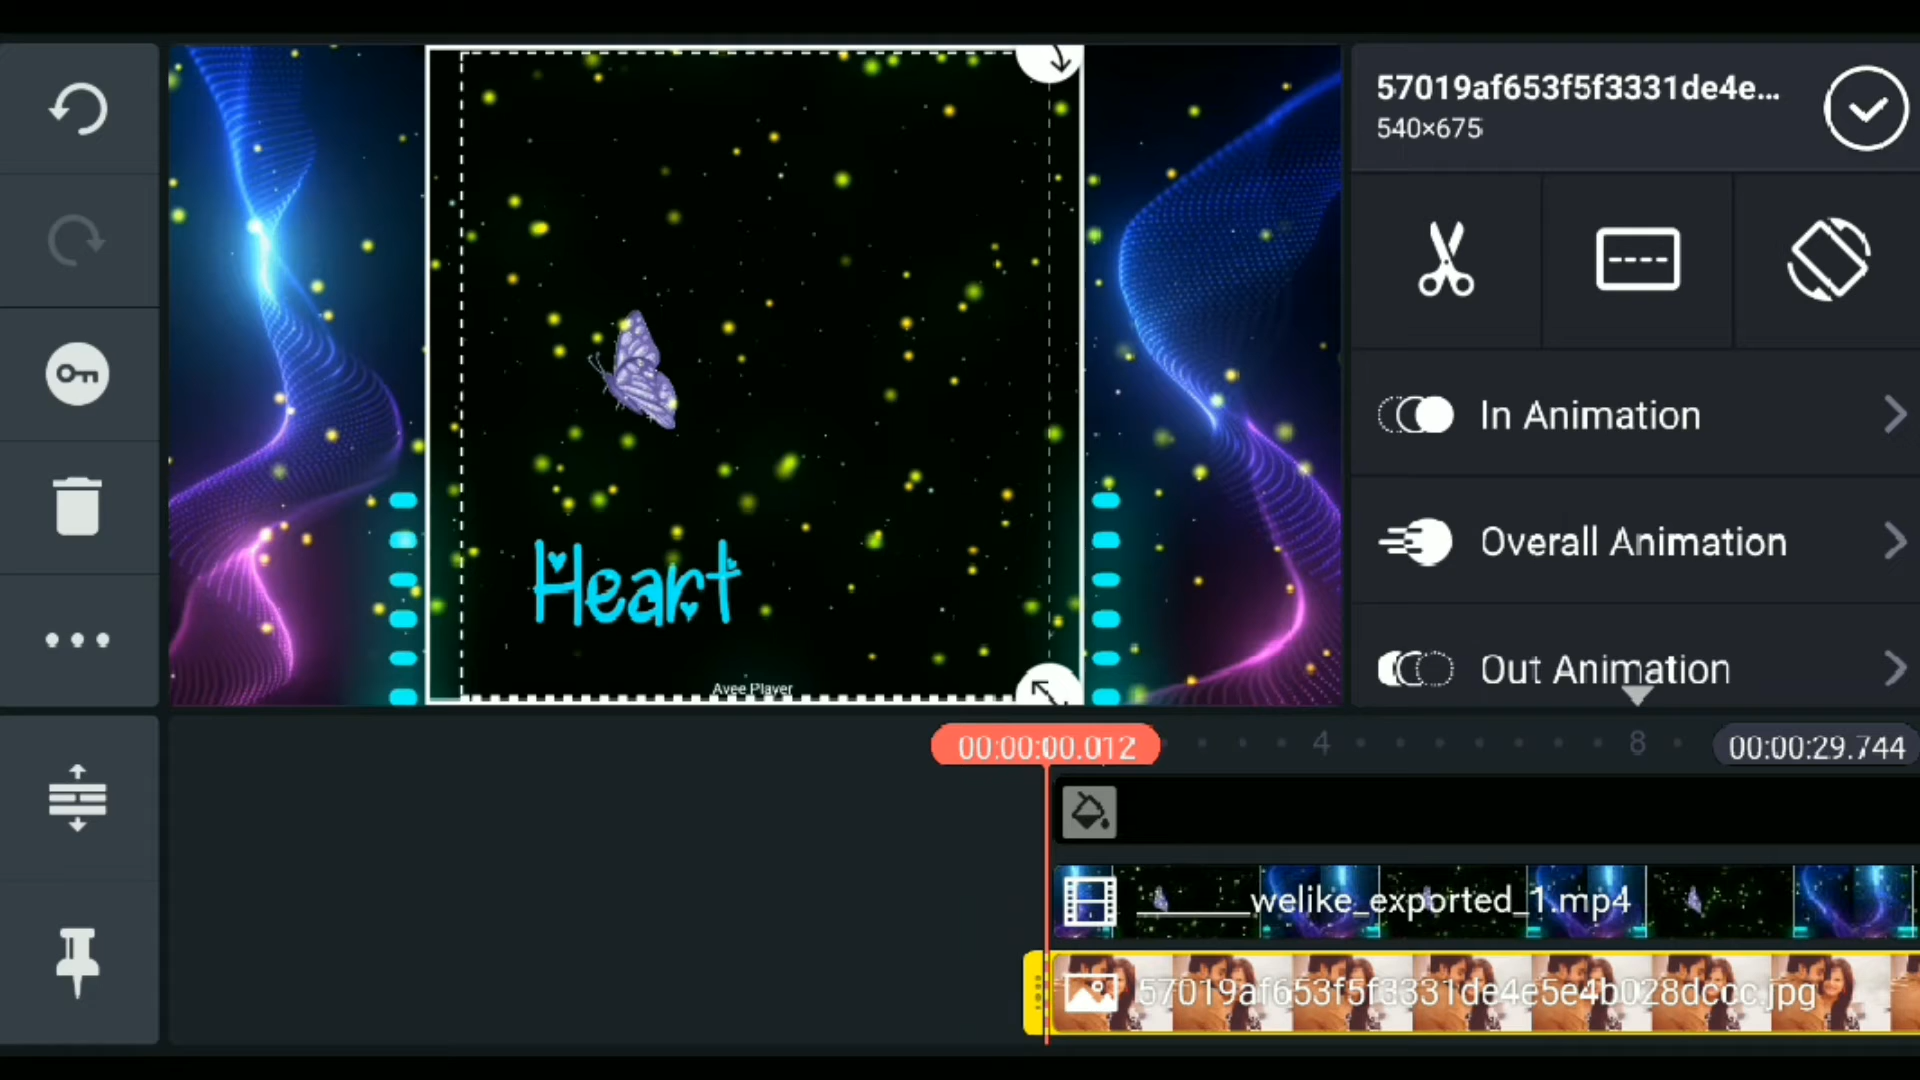 57019af653f5f3331de4e...
540×675
In Animation
Overall Animation
Out Animation
Heart
Avee Player
00:00:00.012
4
8
00:00:29.744
______welike_exported_1.mp4
57019af653f5f3331de4e5e4b028dccc.jpg